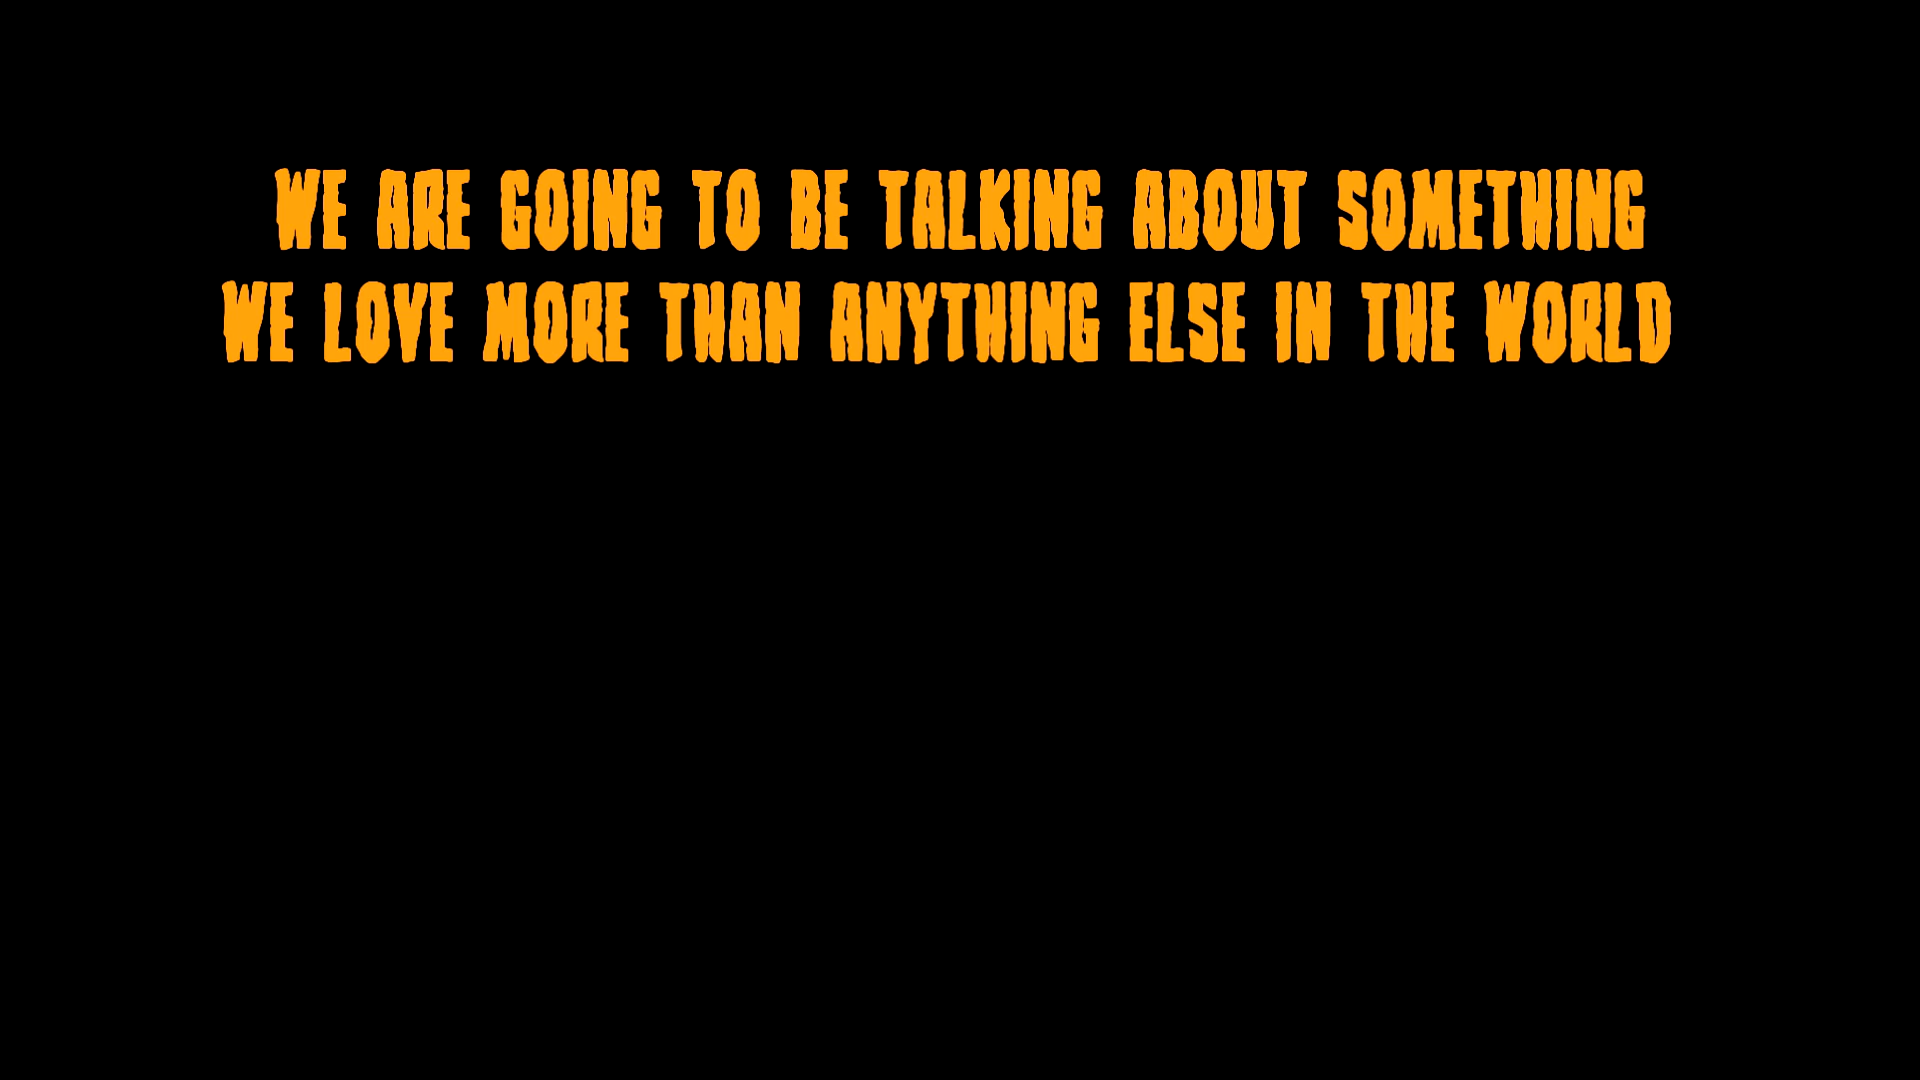 WE ARE GOING TO BE TALKING ABOUT SOMETHING
WE LOVE MORE THAN ANYTHING ELSE IN THE WORLD